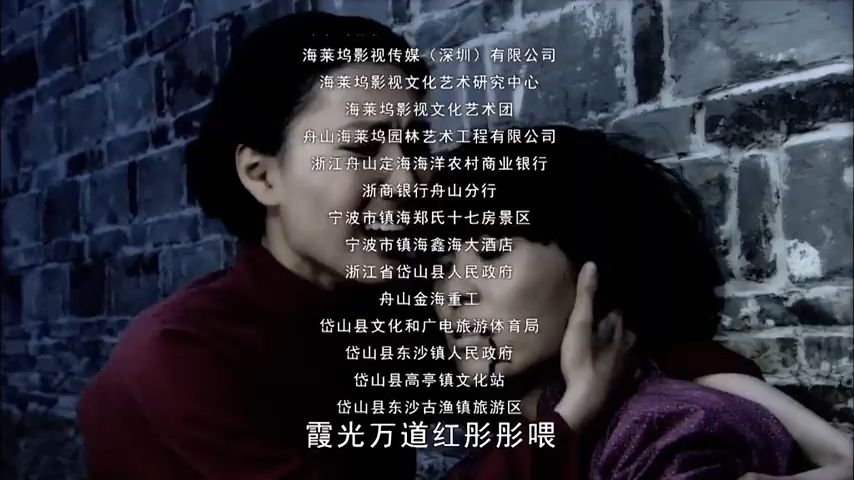 海莱坞影视传媒（深圳）有限公司
海莱坞影视文化艺术研究中心
海莱坞影视文化艺术团
舟山海莱坞园林艺术工程有限公司
浙江舟山定海海洋农村商业银行
浙商银行舟山分行
宁波市镇海郑氏十七房景区
宁波市镇海鑫海大酒店
浙江省岱山县人民政府
舟山金海重工
岱山县文化和广电旅游体育局
岱山县东沙镇人民政府
岱山县高亭镇文化站
岱山县东沙古渔镇旅游区
霞光万道红彤彤喂